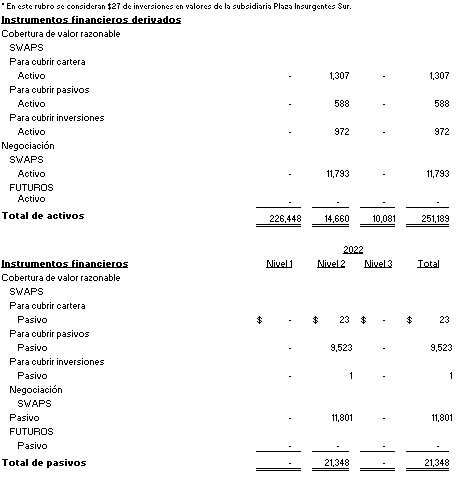 * En este rubro se consideran $27 de inversiones en valores de la subsidiaria Plaza Insurgentes Sur.
Instrumentos financieros derivados
Cobertura de valor razonable
SWAPS
Para cubrir cartera
Activo - 1,307 - 1,307
Para cubrir pasivos
Activo - 588 - 588
Para cubrir inversiones
Activo - 972 - 972
Negociación
SWAPS
Activo - 11,793 - 11,793
FUTUROS
Activo - - - -
Total de activos 226,448 14,660 10,081 251,189
2022
Instrumentos financieros Nivel 1 Nivel 2 Nivel 3 Total
Cobertura de valor razonable
SWAPS
Para cubrir cartera
Pasivo $ - $ 23 $ - $ 23
Para cubrir pasivos
Pasivo - 9,523 - 9,523
Para cubrir inversiones
Pasivo - 1 - 1
Negociación
SWAPS
Pasivo - 11,801 - 11,801
FUTUROS
Pasivo - - - -
Total de pasivos - 21,348 - 21,348